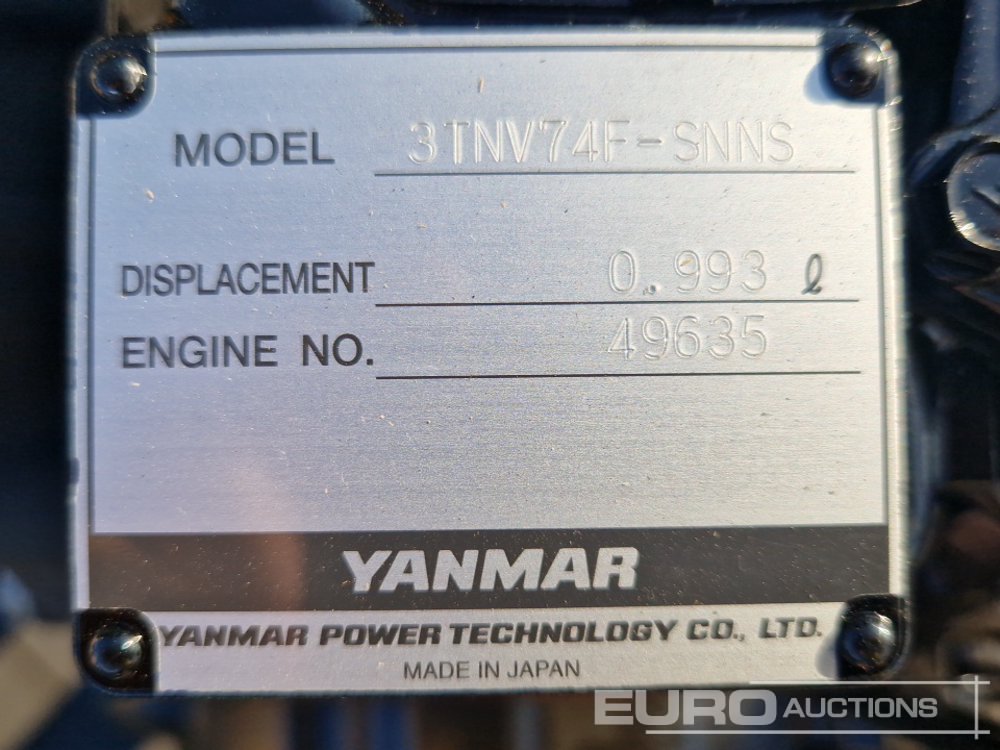 MODEL 3TNV74F-SNNS
DISPLACEMENT 0.993 ℓ
ENGINE NO. 49635
YANMAR
YANMAR POWER TECHNOLOGY CO., LTD.
MADE IN JAPAN
EURO AUCTIONS